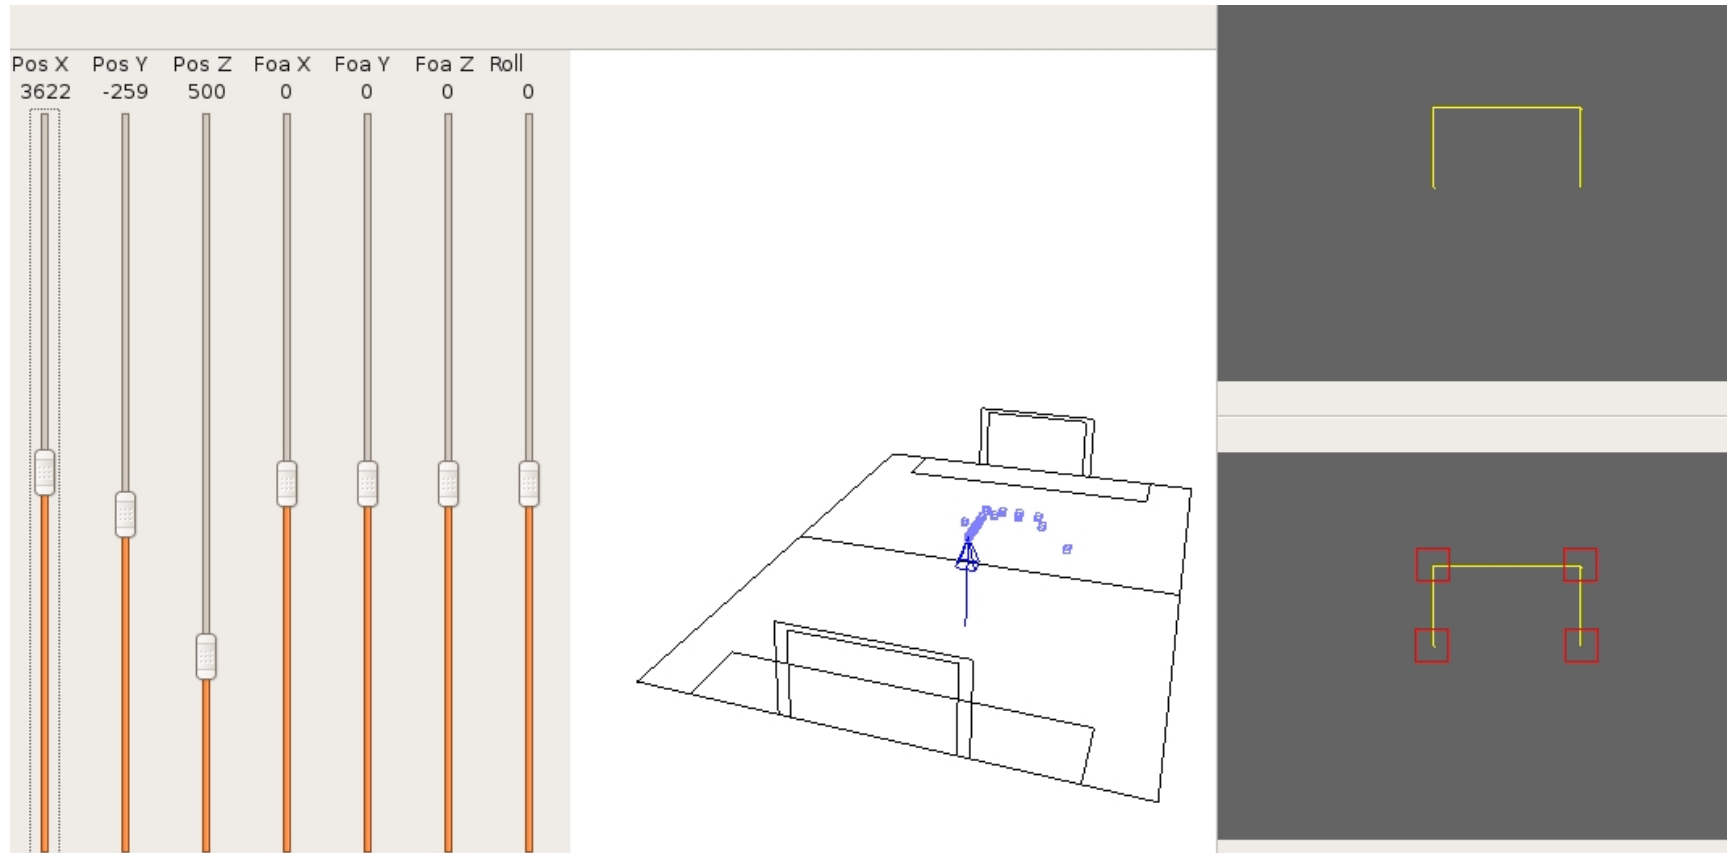 Pos X Pos Y Pos Z Foa X Foa Y Foa Z Roll
3622 -259 500 0 0 0 0